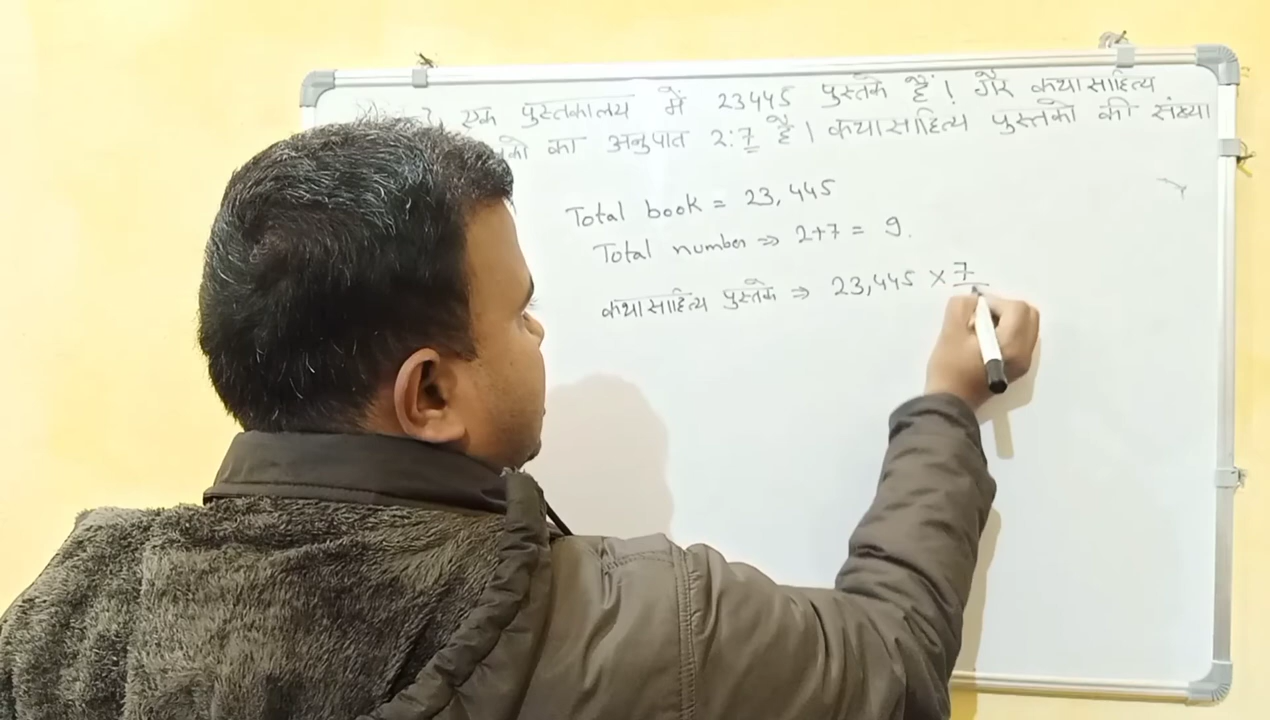 एक पुस्तकालय में 23445 पुस्तके हैं। गैर कथासाहित्य
का अनुपात 2:7 है। कथासाहित्य पुस्तको की संख्या
Total book = 23,445
Total number ⇒ 2+7 = 9.
कथासाहित्य पुस्तके ⇒ 23,445 × 7